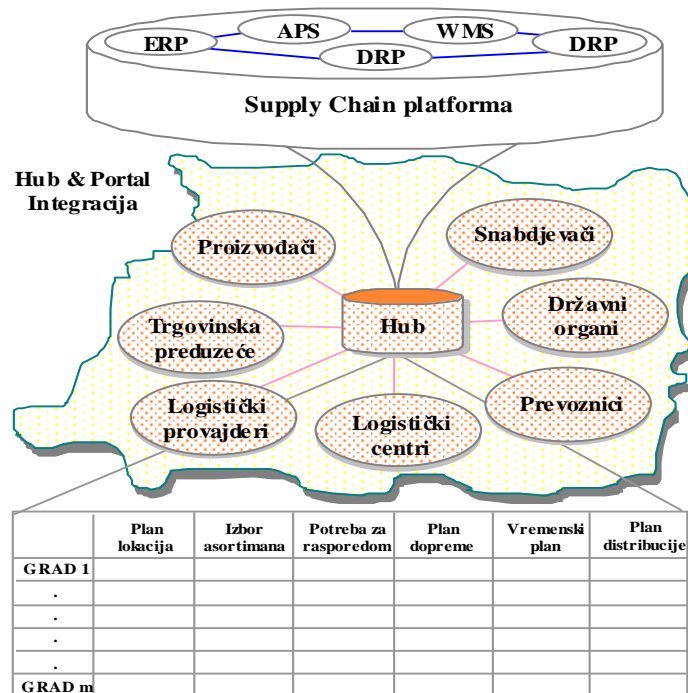 ERP
APS
WMS
DRP
DRP
Supply Chain platforma
Hub & Portal
Integracija
Proizvođači
Snabdjevači
Trgovinska
preduzeće
Hub
Državni
organi
Logistički
provajderi
Logistički
centri
Prevoznici
Plan
lokacija
Izbor
asortimana
Potreba za
rasporedom
Plan
dopreme
Vremenski
plan
Plan
distribucije
GRAD 1
.
.
.
.
GRAD m